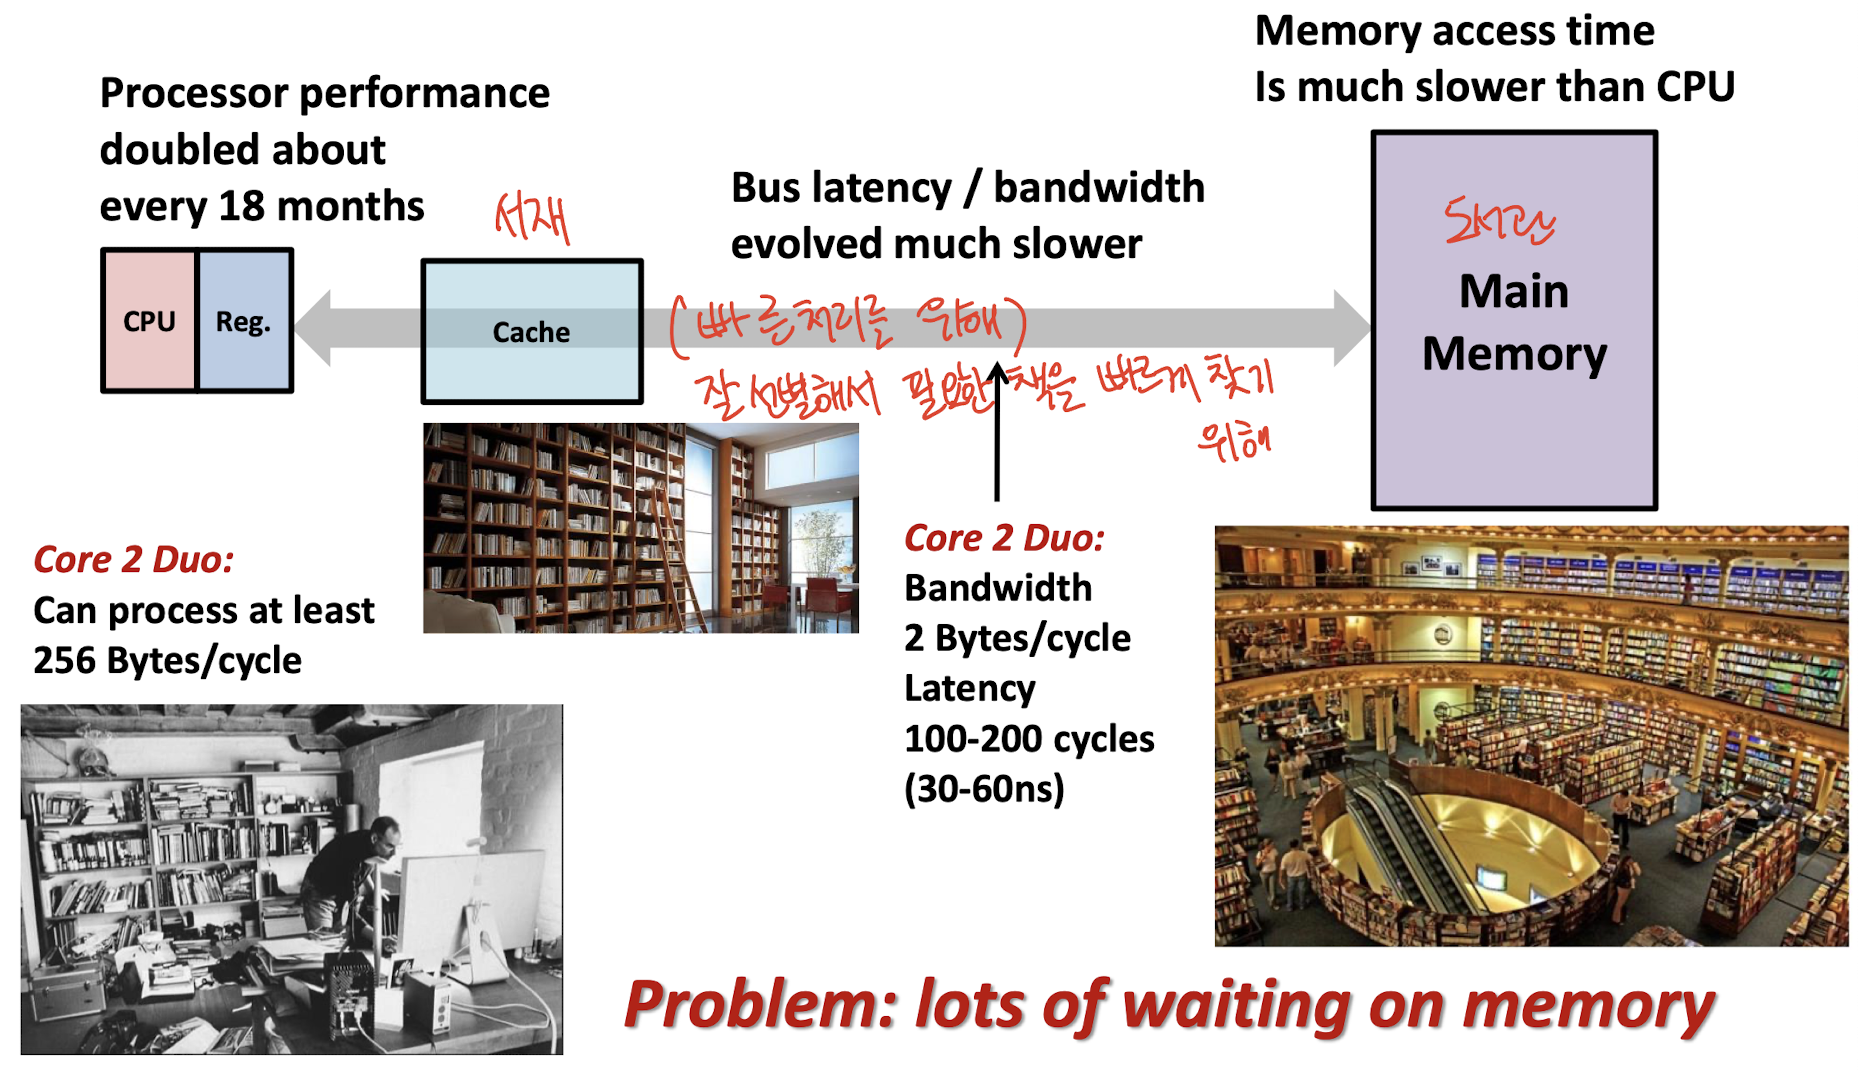 Memory access time
Is much slower than CPU
Processor performance
doubled about
every 18 months
Bus latency / bandwidth
evolved much slower
서재
도서관
CPU
Reg.
Cache
Main
Memory
(빠른처리를 위해)
잘 선별해서 필요한 책을 빠르게 찾기
위해
Core 2 Duo:
Can process at least
256 Bytes/cycle
Core 2 Duo:
Bandwidth
2 Bytes/cycle
Latency
100-200 cycles
(30-60ns)
Problem: lots of waiting on memory